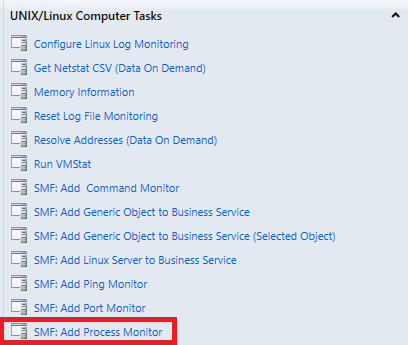 UNIX/Linux Computer Tasks
Configure Linux Log Monitoring
Get Netstat CSV (Data On Demand)
Memory Information
Reset Log File Monitoring
Resolve Addresses (Data On Demand)
Run VMStat
SMF: Add  Command Monitor
SMF: Add Generic Object to Business Service
SMF: Add Generic Object to Business Service (Selected Object)
SMF: Add Linux Server to Business Service
SMF: Add Ping Monitor
SMF: Add Port Monitor
SMF: Add Process Monitor